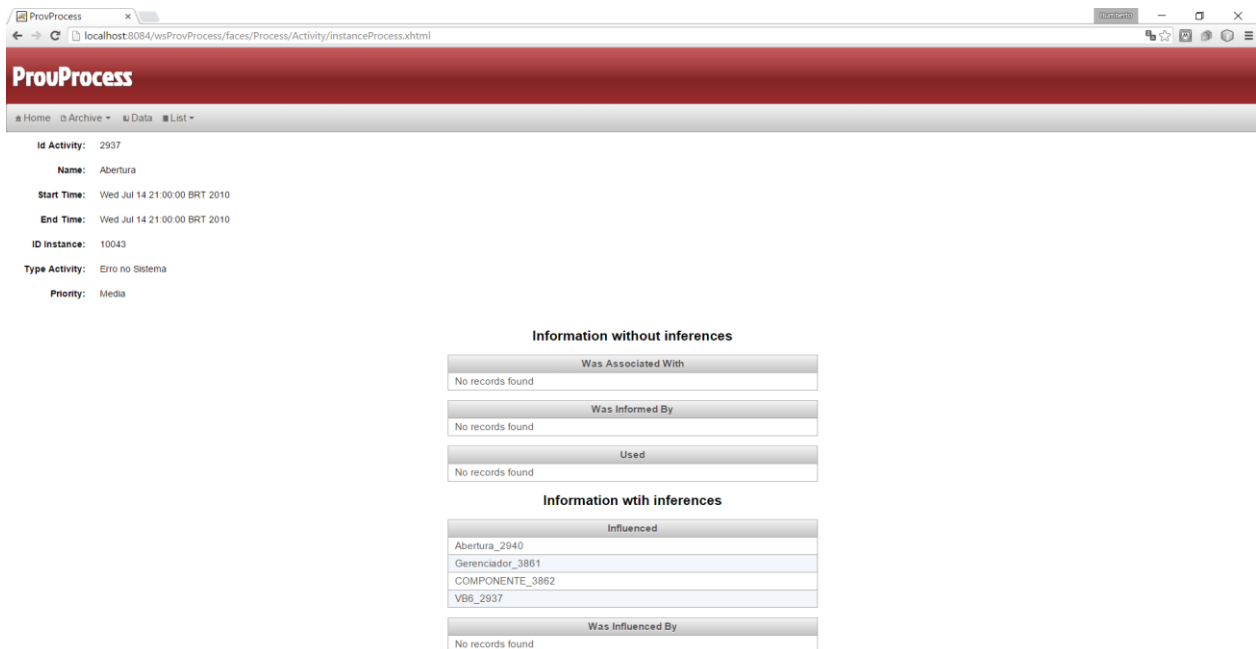 ProvProcess
Humberto
localhost:8084/wsProvProcess/faces/Process/Activity/instanceProcess.xhtml
ProvProcess
Home Archive Data List
Id Activity: 2937
Name: Abertura
Start Time: Wed Jul 14 21:00:00 BRT 2010
End Time: Wed Jul 14 21:00:00 BRT 2010
ID Instance: 10043
Type Activity: Erro no Sistema
Priority: Media
Information without inferences
Was Associated With
No records found
Was Informed By
No records found
Used
No records found
Information wtih inferences
Influenced
Abertura_2940
Gerenciador_3861
COMPONENTE_3862
VB6_2937
Was Influenced By
No records found